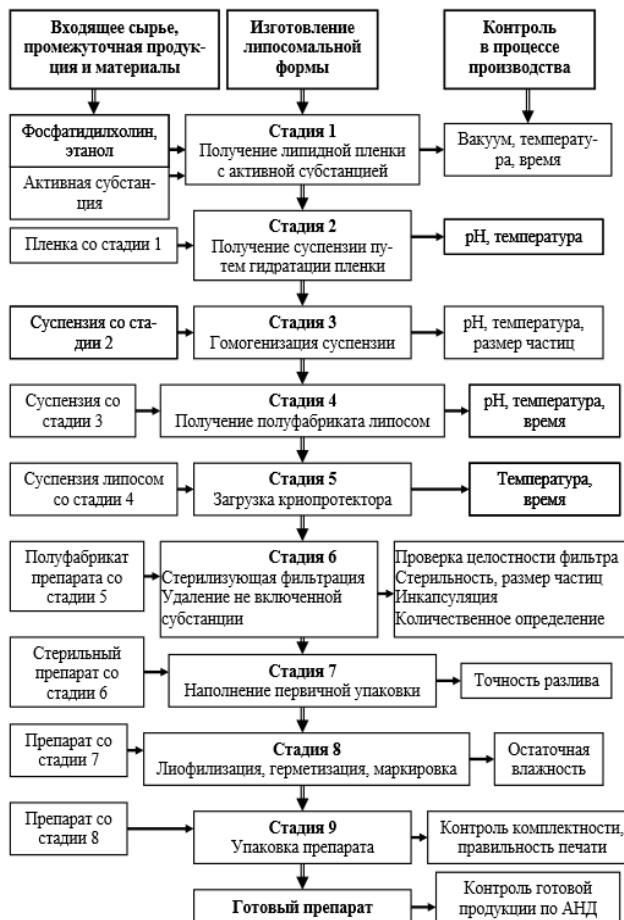 Входящее сырье,
промежуточная продук-
ция и материалы
Изготовление
липосомальной
формы
Контроль
в процессе
производства
Фосфатидилхолин,
этанол
Активная субстан-
ция
Стадия 1
Получение липидной пленки
с активной субстанцией
Вакуум, температу-
ра, время
Пленка со стадии 1
Стадия 2
Получение суспензии пу-
тем гидратации пленки
pH, температура
Суспензия со ста-
дии 2
Стадия 3
Гомогенизация суспензии
pH, температура,
размер частиц
Суспензия со
стадии 3
Стадия 4
Получение полуфабриката липосом
pH, температура,
время
Суспензия липосом
со стадии 4
Стадия 5
Загрузка криопротектора
Температура,
время
Полуфабрикат
препарата со
стадии 5
Стадия 6
Стерилизующая фильтрация
Удаление не включенной
субстанции
Проверка целостности фильтра
Стерильность, размер частиц
Инкапсуляция
Количественное определение
Стерильный
препарат со
стадии 6
Стадия 7
Наполнение первичной упаковки
Точность разлива
Препарат со
стадии 7
Стадия 8
Лиофилизация, герметизация, маркировка
Остаточная
влажность
Препарат со
стадии 8
Стадия 9
Упаковка препарата
Контроль комплектности,
правильность печати
Готовый препарат
Контроль готовой
продукции по АНД